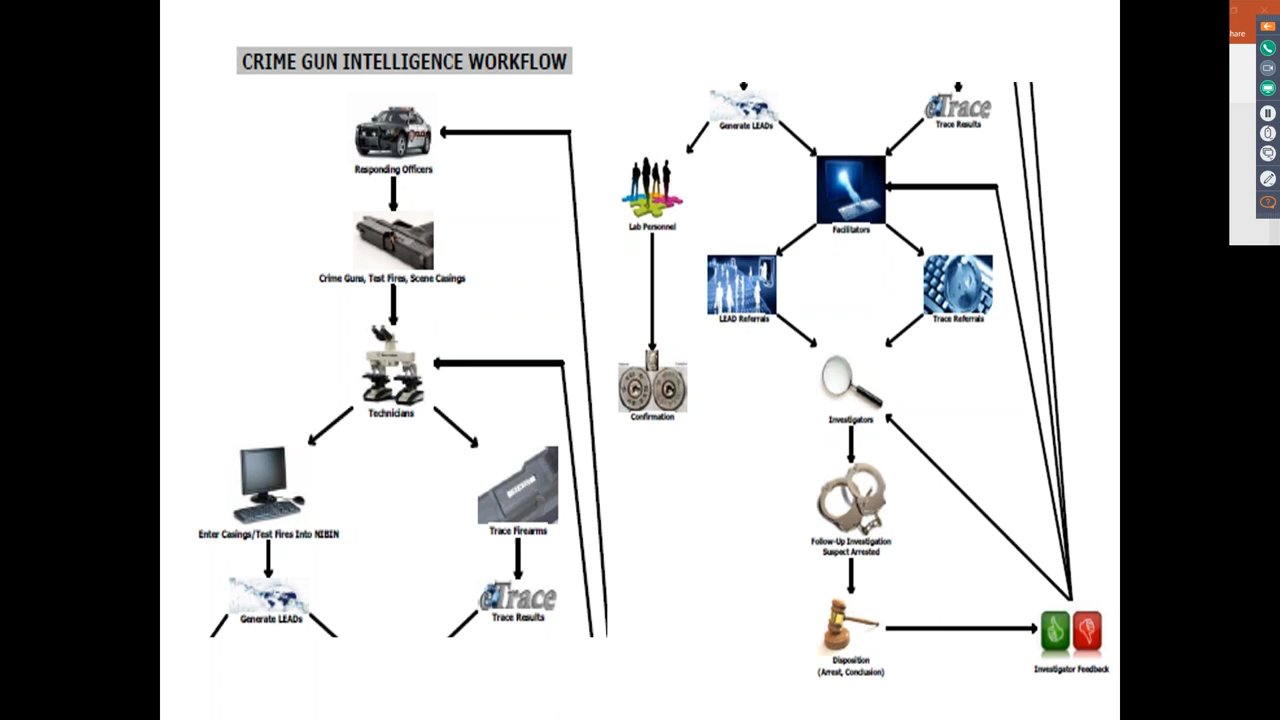 CRIME GUN INTELLIGENCE WORKFLOW
Responding Officers
Crime Guns, Test Fires, Scene Casings
Technicians
Enter Casings/Test Fires Into NIBIN
Trace Firearms
Generate LEADs
eTrace
Trace Results
Generate LEADs
eTrace
Trace Results
Lab Personnel
Facilitators
LEAD Referrals
Trace Referrals
Confirmation
Investigators
Follow-Up Investigation
Suspect Arrested
Disposition
(Arrest, Conclusion)
Investigator Feedback
hare